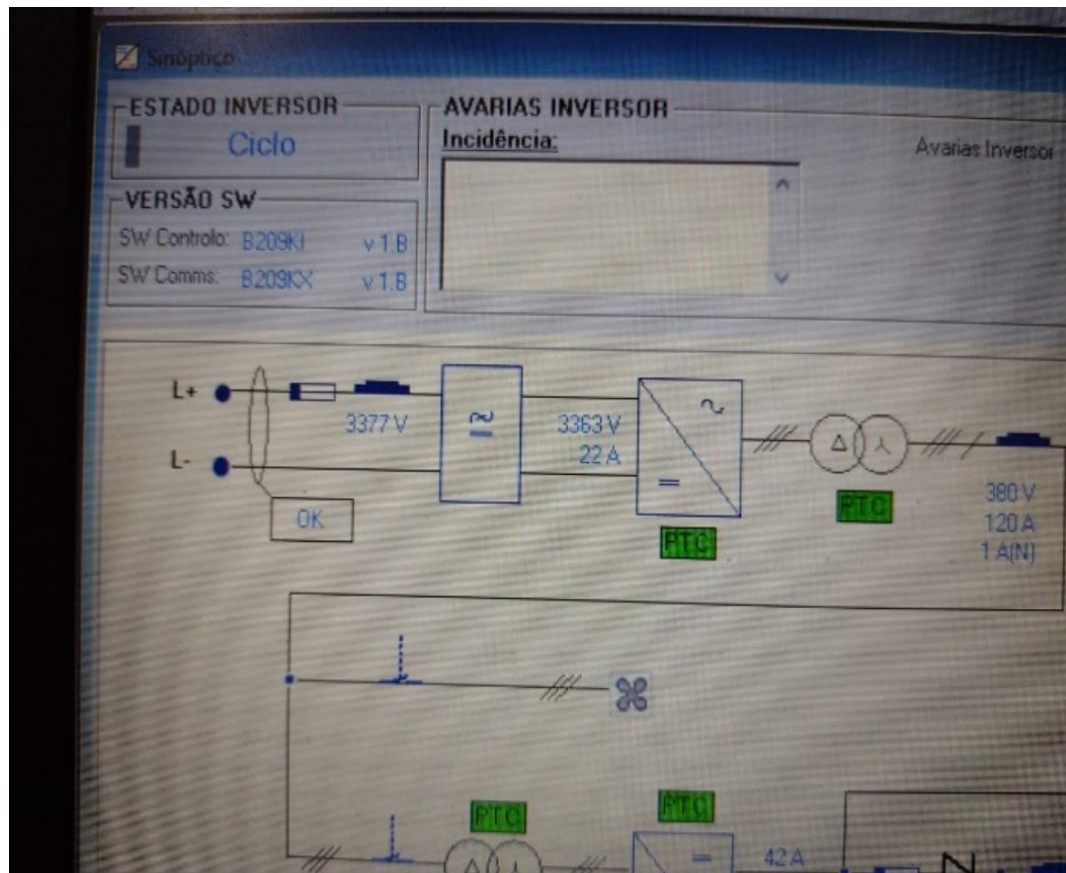 Sinóptico
ESTADO INVERSOR
Ciclo
VERSÃO SW
SW Controlo: B209KI v 1.B
SW Comms: B209KX v 1.B
AVARIAS INVERSOR
Incidência:
Avarias Inversor
L+
3377 V
3363 V
22 A
L-
OK
PTC
PTC
380 V
120 A
1 A(N)
PTC
PTC
42 A